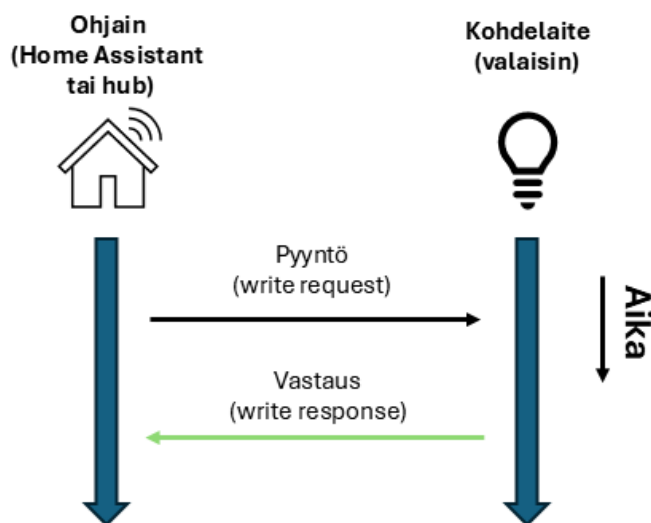 Ohjain
(Home Assistant
tai hub)
Kohdelaite
(valaisin)
Pyyntö
(write request)
Aika
Vastaus
(write response)